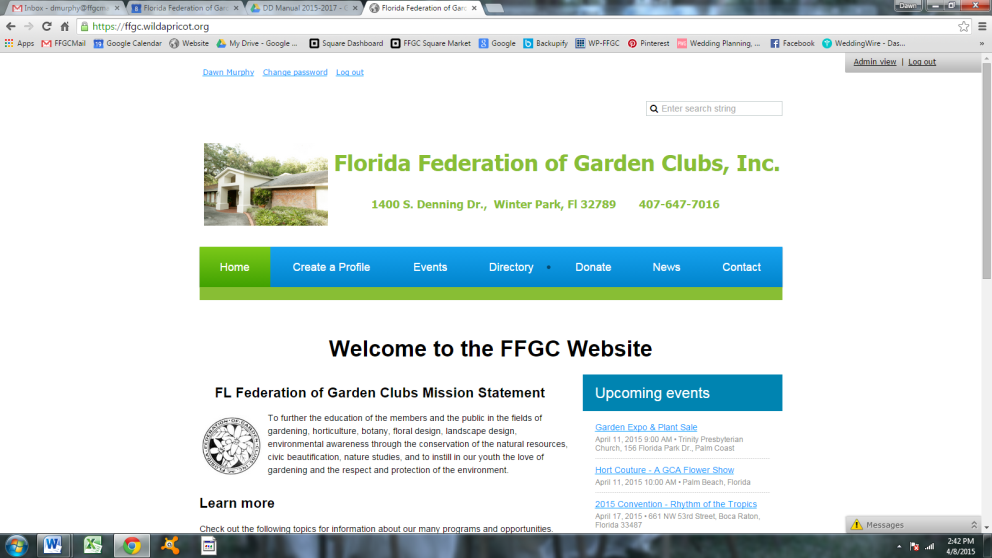 Inbox - dmurphy@ffgcm
Florida Federation of Gar
DD Manual 2015-2017 -
Florida Federation of Gard
Dawn
https://ffgc.wildapricot.org
Apps
FFGCMail
Google Calendar
Website
My Drive - Google ...
Square Dashboard
FFGC Square Market
Google
Backupify
WP-FFGC
Pinterest
Wedding Planning, ...
Facebook
WeddingWire - Das...
»
Admin view | Log out
Dawn Murphy Change password Log out
Enter search string
Florida Federation of Garden Clubs, Inc.
1400 S. Denning Dr., Winter Park, Fl 32789 407-647-7016
Home Create a Profile Events Directory Donate News Contact
Welcome to the FFGC Website
FL Federation of Garden Clubs Mission Statement
To further the education of the members and the public in the fields of
gardening, horticulture, botany, floral design, landscape design,
environmental awareness through the conservation of the natural resources,
civic beautification, nature studies, and to instill in our youth the love of
gardening and the respect and protection of the environment.
Learn more
Check out the following topics for information about our many programs and opportunities.
Upcoming events
Garden Expo & Plant Sale
April 11, 2015 9:00 AM • Trinity Presbyterian
Church, 156 Florida Park Dr., Palm Coast
Hort Couture - A GCA Flower Show
April 11, 2015 10:00 AM • Palm Beach, Florida
2015 Convention - Rhythm of the Tropics
April 17, 2015 • 661 NW 53rd Street, Boca Raton,
Florida 33487
Messages
2:42 PM
4/8/2015